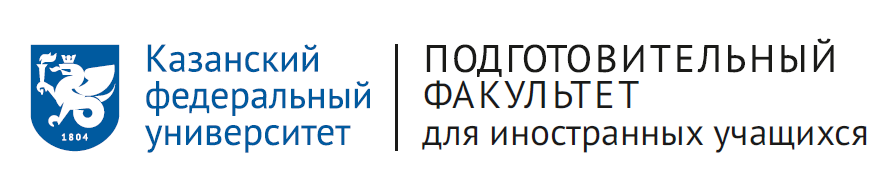 Казанский
федеральный
университет
1804
ПОДГОТОВИТЕЛЬНЫЙ
ФАКУЛЬТЕТ
для иностранных учащихся